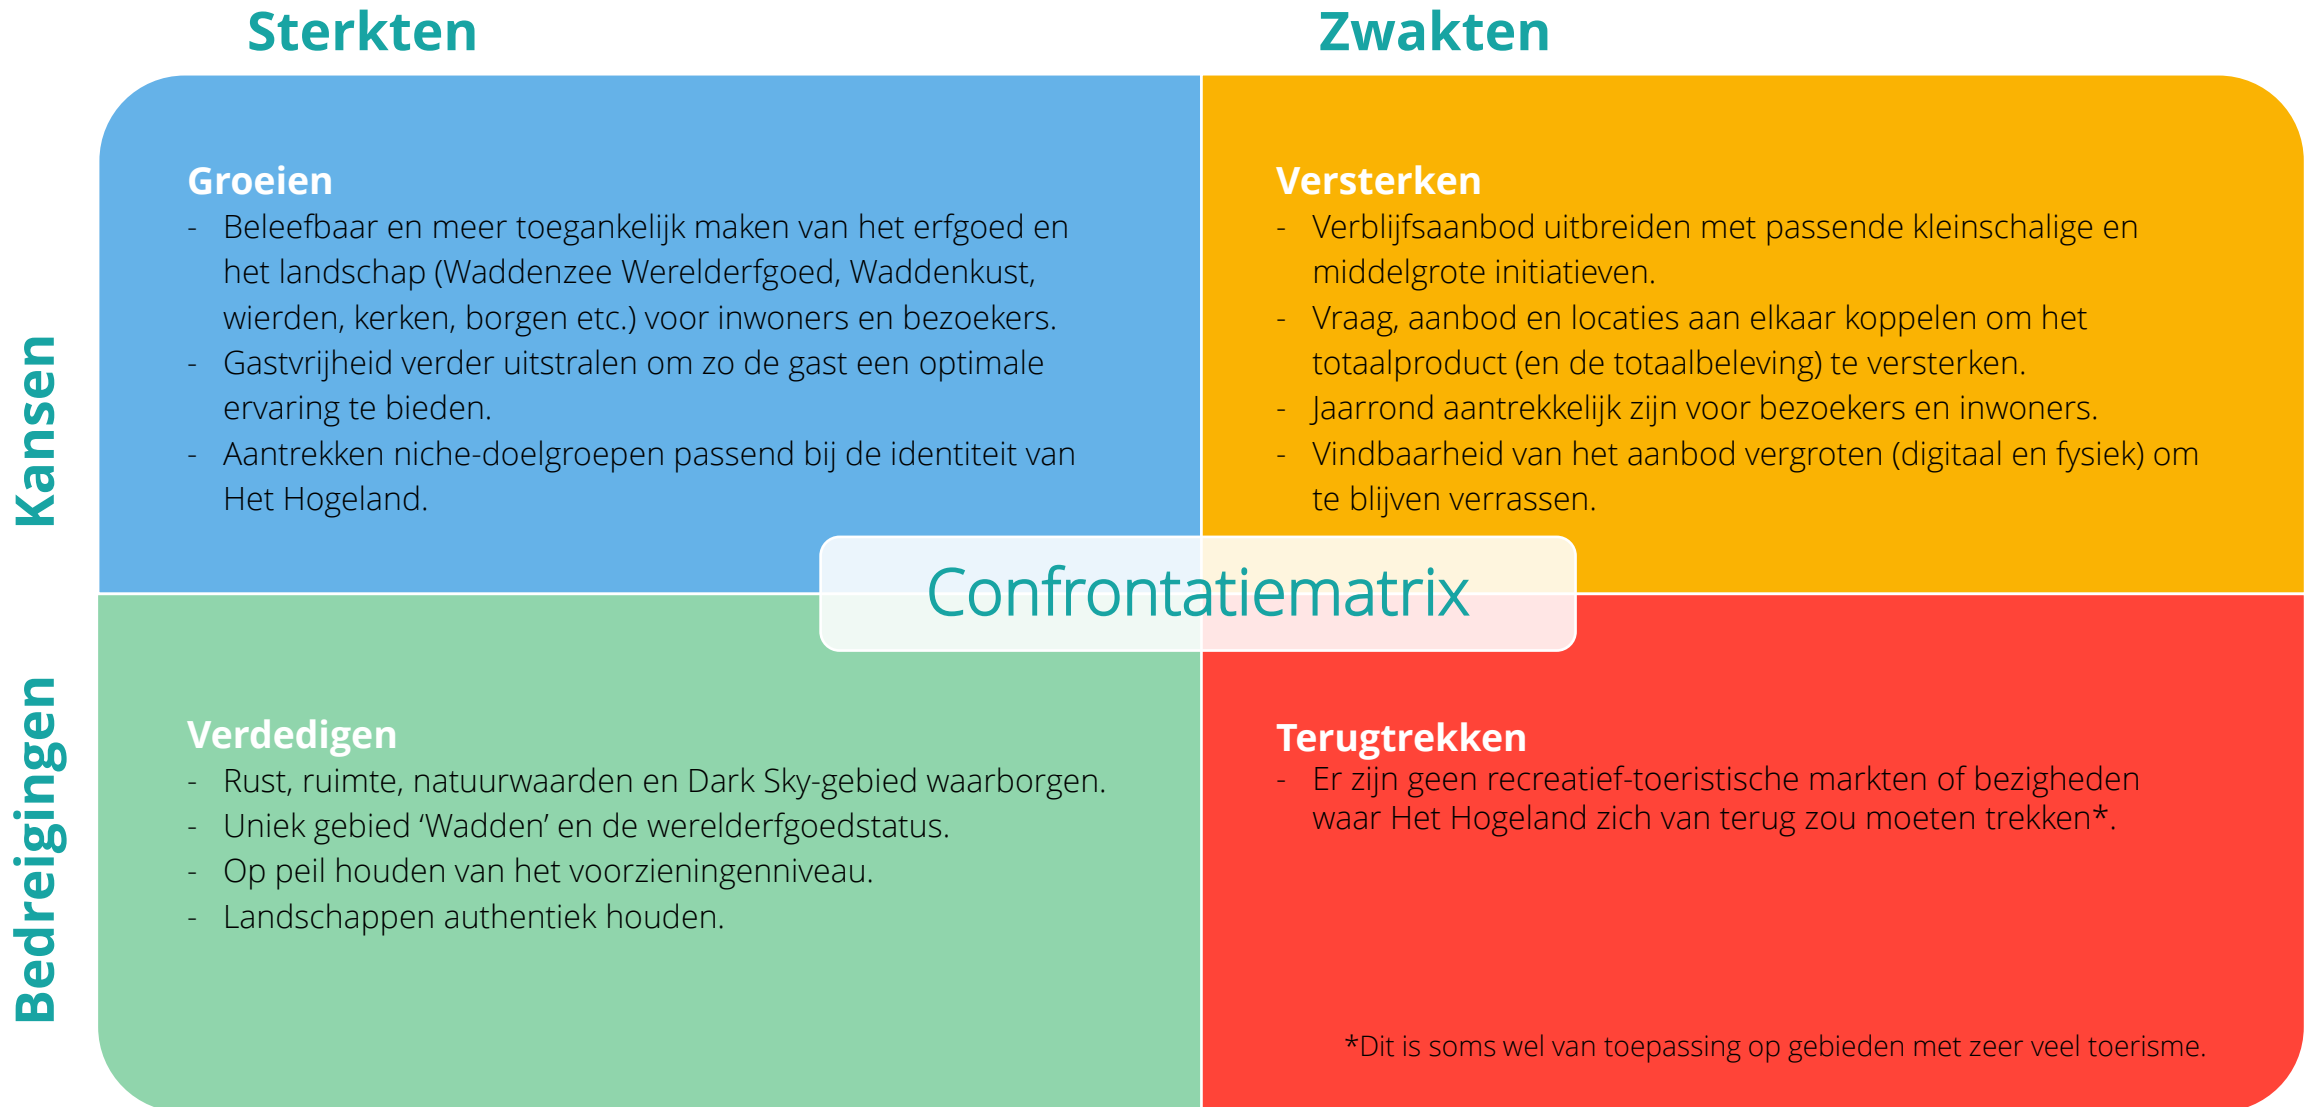 Sterkten
Zwakten
Kansen
Groeien
- Beleefbaar en meer toegankelijk maken van het erfgoed en
het landschap (Waddenzee Werelderfgoed, Waddenkust,
wierden, kerken, borgen etc.) voor inwoners en bezoekers.
- Gastvrijheid verder uitstralen om zo de gast een optimale
ervaring te bieden.
- Aantrekken niche-doelgroepen passend bij de identiteit van
Het Hogeland.
Versterken
- Verblijfsaanbod uitbreiden met passende kleinschalige en
middelgrote initiatieven.
- Vraag, aanbod en locaties aan elkaar koppelen om het
totaalproduct (en de totaalbeleving) te versterken.
- Jaarrond aantrekkelijk zijn voor bezoekers en inwoners.
- Vindbaarheid van het aanbod vergroten (digitaal en fysiek) om
te blijven verrassen.
Confrontatiematrix
Bedreigingen
Verdedigen
- Rust, ruimte, natuurwaarden en Dark Sky-gebied waarborgen.
- Uniek gebied ‘Wadden’ en de werelderfgoedstatus.
- Op peil houden van het voorzieningenniveau.
- Landschappen authentiek houden.
Terugtrekken
- Er zijn geen recreatief-toeristische markten of bezigheden
waar Het Hogeland zich van terug zou moeten trekken*.
*Dit is soms wel van toepassing op gebieden met zeer veel toerisme.